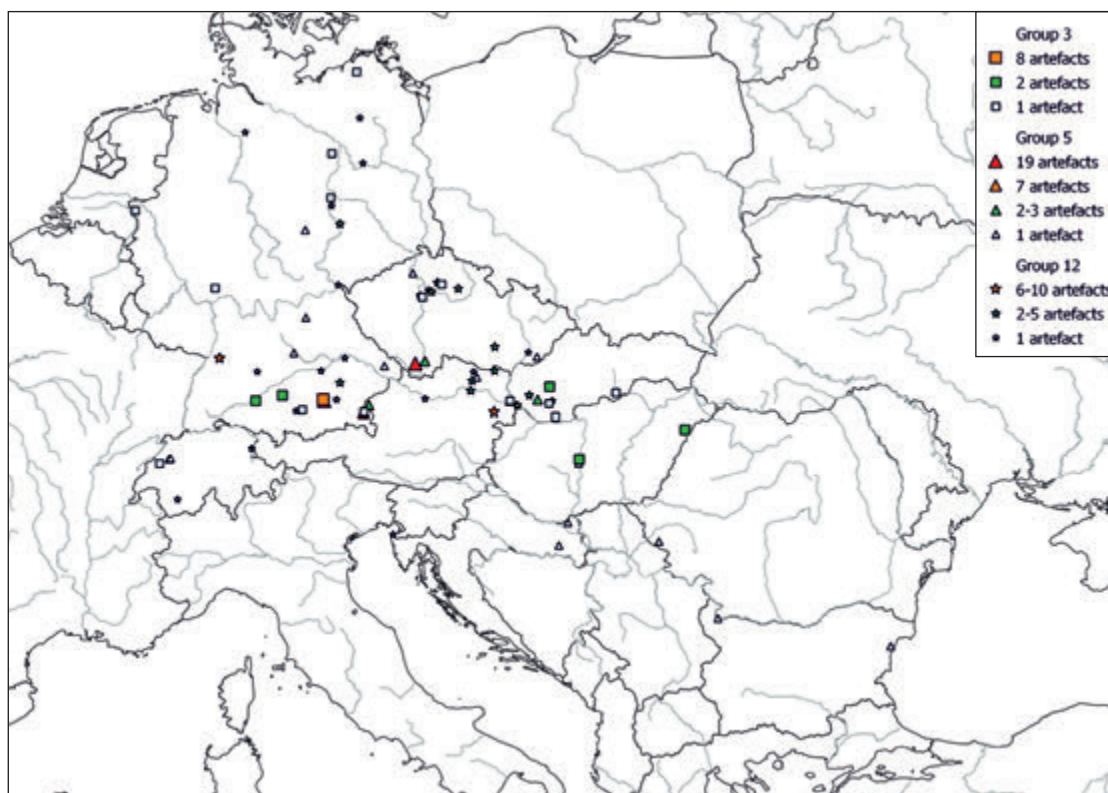 Group 3
8 artefacts
2 artefacts
1 artefact
Group 5
19 artefacts
7 artefacts
2-3 artefacts
1 artefact
Group 12
6-10 artefacts
2-5 artefacts
1 artefact